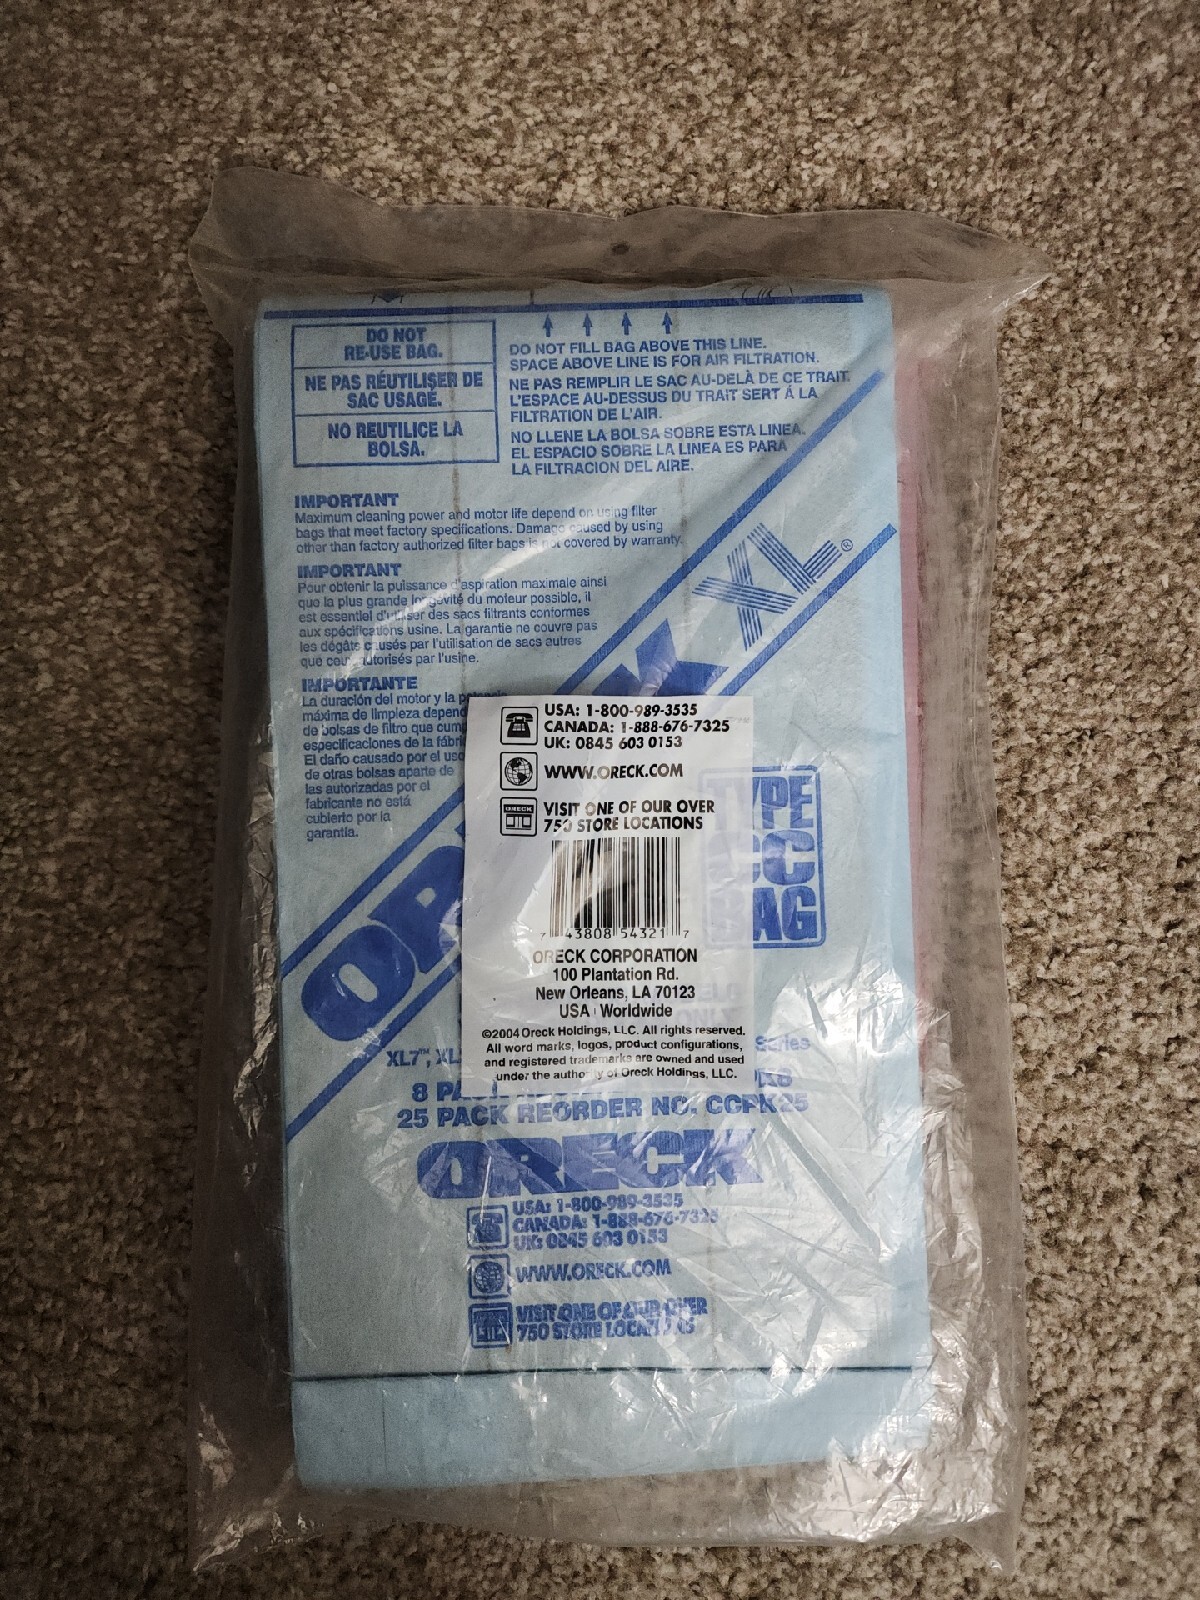 DO NOT
RE-USE BAG.
NE PAS RÉUTILISER DE
SAC USAGÉ.
NO REUTILICE LA
BOLSA.
DO NOT FILL BAG ABOVE THIS LINE.
SPACE ABOVE LINE IS FOR AIR FILTRATION.
NE PAS REMPLIR LE SAC AU-DELÀ DE CE TRAIT.
L'ESPACE AU-DESSUS DU TRAIT SERT Á LA
FILTRATION DE L'AIR.
NO LLENE LA BOLSA SOBRE ESTA LINEA.
EL ESPACIO SOBRE LA LINEA ES PARA
LA FILTRACION DEL AIRE.
IMPORTANT
Maximum cleaning power and motor life depend on using filter
bags that meet factory specifications. Damage caused by using
other than factory authorized filter bags is not covered by warranty.
IMPORTANT
Pour obtenir la puissance d'aspiration maximale ainsi
que la plus grande longévité du moteur possible, il
est essentiel d'utiliser des sacs filtrants conformes
aux spécifications usine. La garantie ne couvre pas
les dégâts causés par l'utilisation de sacs autres
que ceux autorisés par l'usine.
IMPORTANTE
La duración del motor y la potencia
máxima de limpieza depend
de bolsas de filtro que cum
especificaciones de la fábri
El daño causado por el uso
de otras bolsas aparte de
las autorizadas por el
fabricante no está
cubierto por la
garantía.
XL®
TYPE
CC
BAG
USA: 1-800-989-3535
CANADA: 1-888-676-7325
UK: 0845 603 0153
WWW.ORECK.COM
ORECK
VISIT ONE OF OUR OVER
750 STORE LOCATIONS
7 43808 54321 7
ORECK CORPORATION
100 Plantation Rd.
New Orleans, LA 70123
USA Worldwide
©2004 Oreck Holdings, LLC. All rights reserved.
All word marks, logos, product configurations,
and registered trademarks are owned and used
under the authority of Oreck Holdings, LLC.
XL7™, XL Series
8 PACK
25 PACK REORDER NO. CCPK25
ORECK
USA: 1-800-989-3535
CANADA: 1-888-676-7325
UK: 0845 603 0153
WWW.ORECK.COM
VISIT ONE OF OUR OVER
750 STORE LOCATIONS